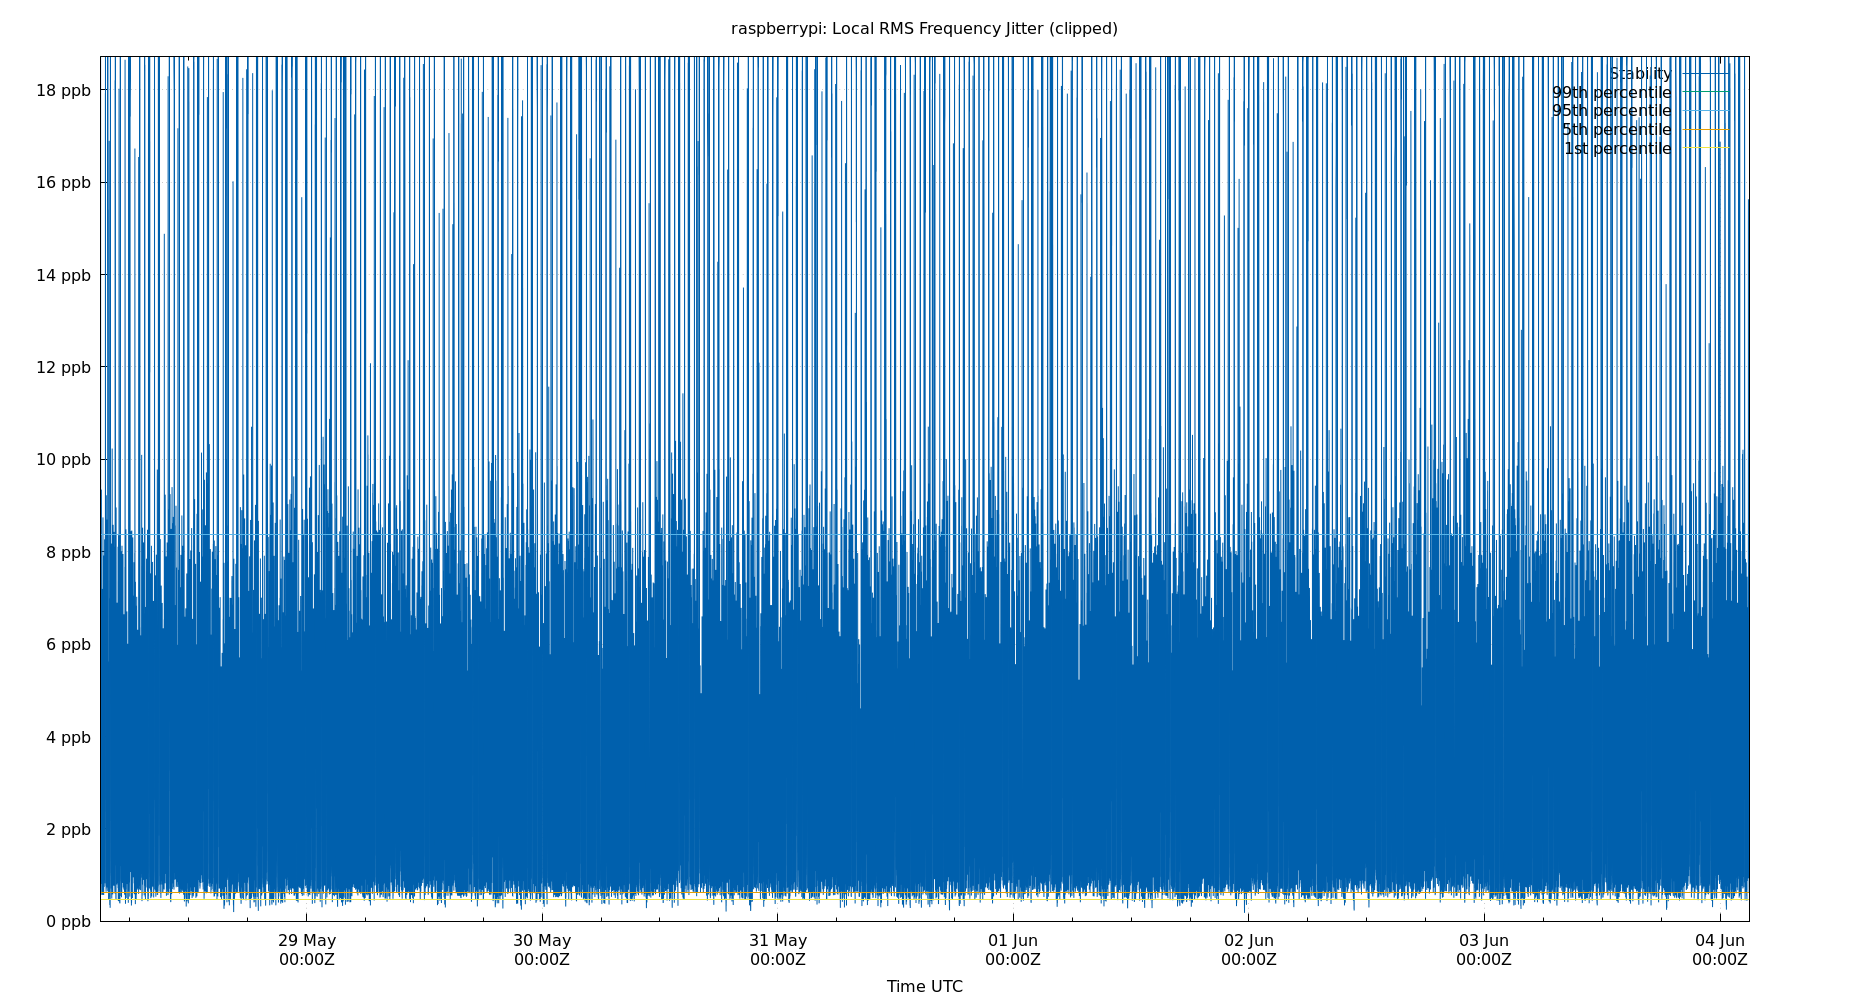 raspberrypi: Local RMS Frequency Jitter (clipped)
18 ppb
16 ppb
14 ppb
12 ppb
10 ppb
8 ppb
6 ppb
4 ppb
2 ppb
0 ppb
Stability
99th percentile
95th percentile
5th percentile
1st percentile
29 May
00:00Z
30 May
00:00Z
31 May
00:00Z
01 Jun
00:00Z
02 Jun
00:00Z
03 Jun
00:00Z
04 Jun
00:00Z
Time UTC